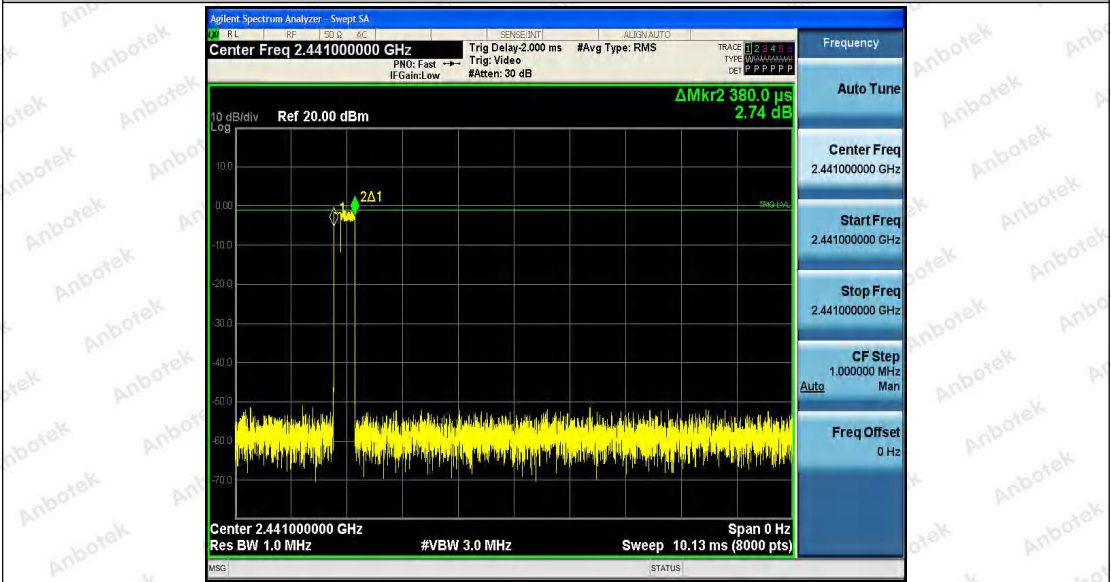 Agilent Spectrum Analyzer - Swept SA
RL RF 50 Ω AC SENSE:INT ALIGN AUTO
Center Freq 2.441000000 GHz
PNO: Fast
IFGain:Low
Trig Delay-2.000 ms
Trig: Video
#Atten: 30 dB
#Avg Type: RMS
TRACE 1 2 3 4 5 6
TYPE
DET P P P P P P
ΔMkr2 380.0 µs
2.74 dB
10 dB/div Ref 20.00 dBm
Log
10.0
0.00
-10.0
-20.0
-30.0
-40.0
-50.0
-60.0
-70.0
1
2Δ1
TRIG LVL
Center 2.441000000 GHz
Span 0 Hz
Res BW 1.0 MHz
#VBW 3.0 MHz
Sweep 10.13 ms (8000 pts)
MSG
STATUS
Frequency
Auto Tune
Center Freq
2.441000000 GHz
Start Freq
2.441000000 GHz
Stop Freq
2.441000000 GHz
CF Step
1.000000 MHz
Auto Man
Freq Offset
0 Hz
Anbotek